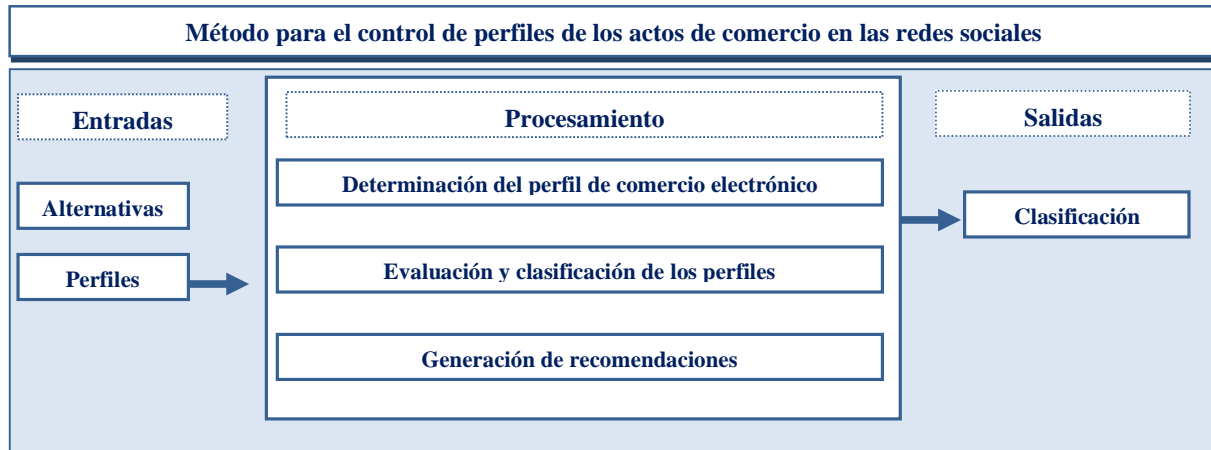 Método para el control de perfiles de los actos de comercio en las redes sociales
Entradas
Alternativas
Perfiles
Procesamiento
Determinación del perfil de comercio electrónico
Evaluación y clasificación de los perfiles
Generación de recomendaciones
Salidas
Clasificación